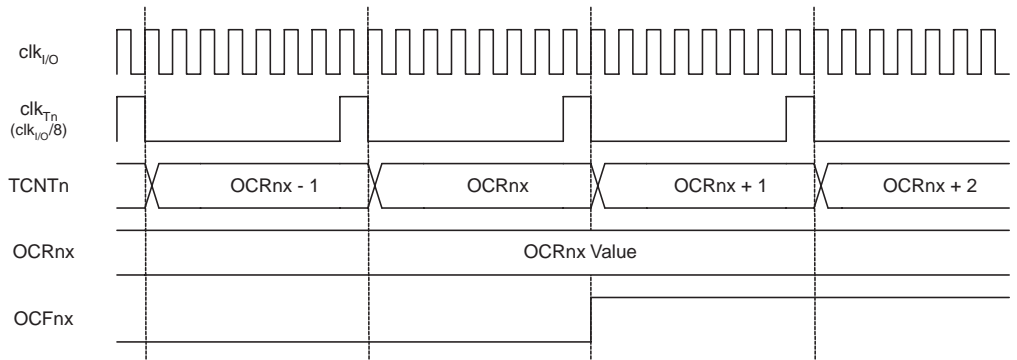 clkI/O
clkTn
(clkI/O/8)
TCNTn
OCRnx - 1
OCRnx
OCRnx + 1
OCRnx + 2
OCRnx
OCRnx Value
OCFnx